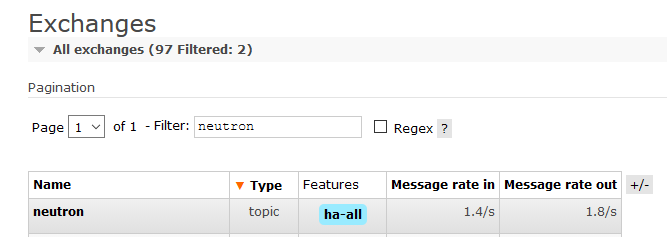 Exchanges
All exchanges (97 Filtered: 2)
Pagination
Page 1 of 1 - Filter: neutron Regex ?
Name Type Features Message rate in Message rate out +/-
neutron topic ha-all 1.4/s 1.8/s